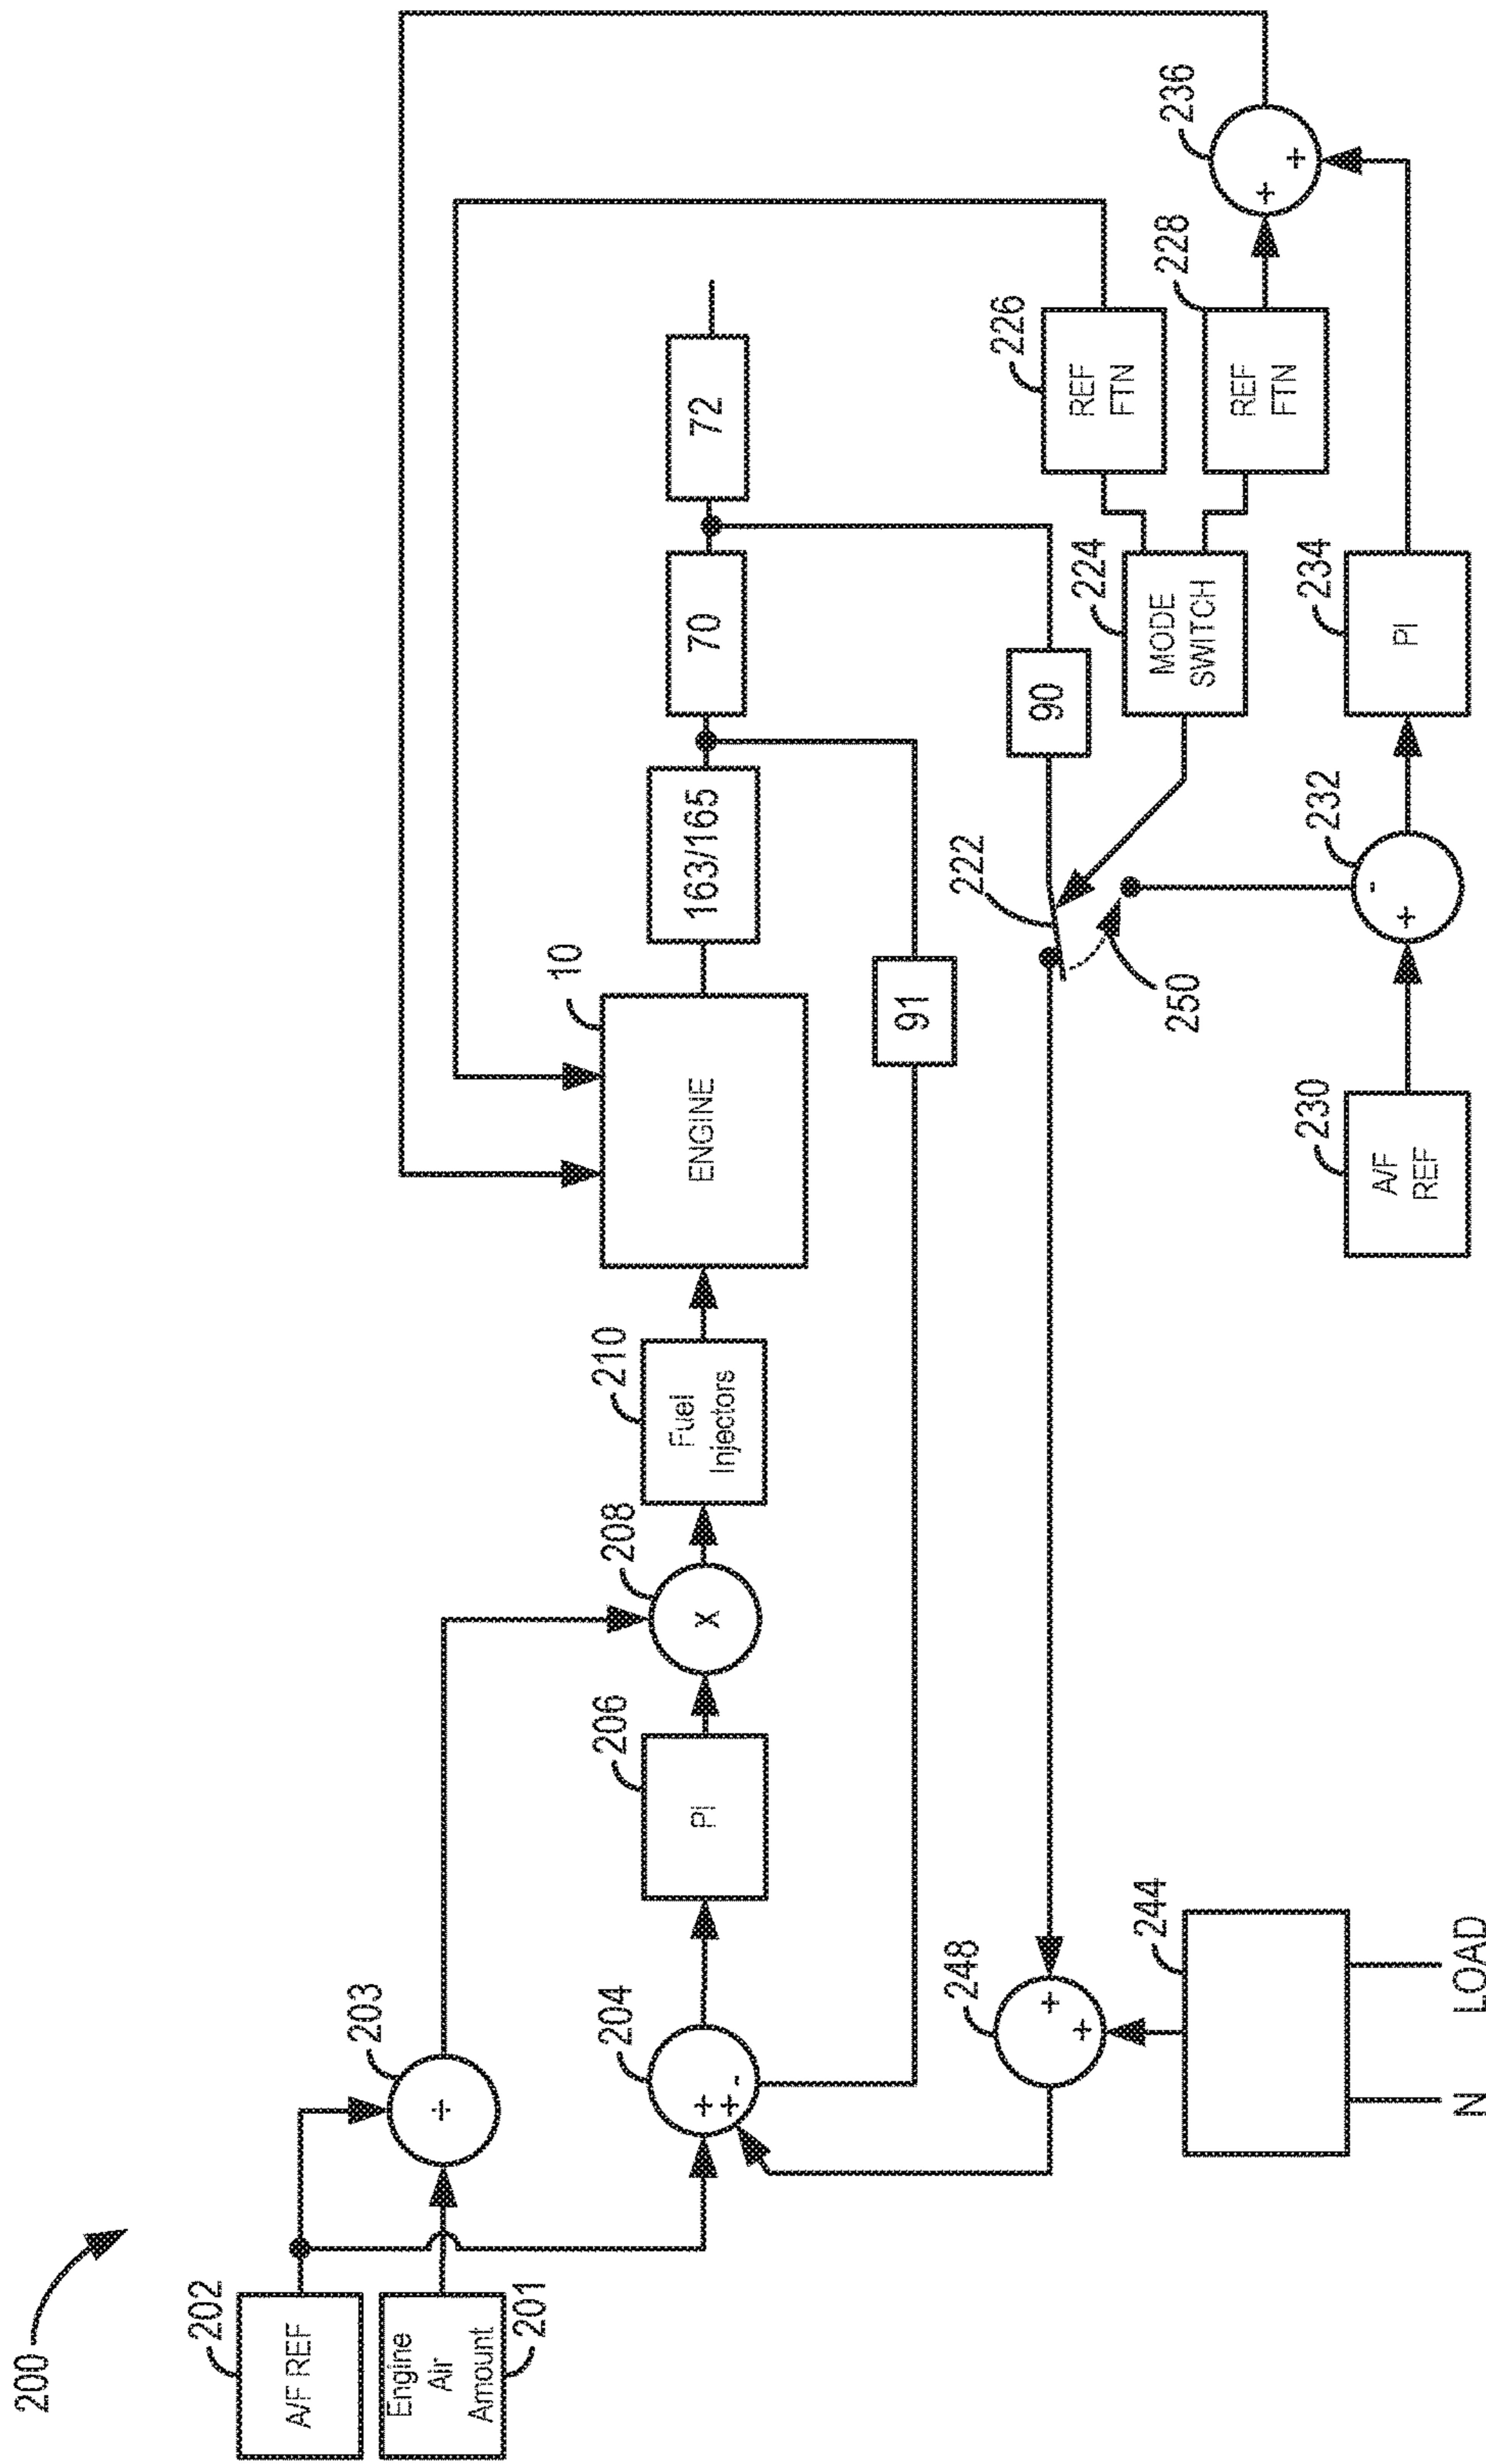 200
202
A/F REF
Engine
Air
Amount
201
203
÷
204
+
+
-
206
PI
208
X
210
Fuel
Injectors
10
ENGINE
163/165
70
72
91
90
222
250
224
MODE
SWITCH
226
REF
FTN
228
REF
FTN
236
+
+
248
+
+
244
N
LOAD
230
A/F
REF
232
+
-
234
PI